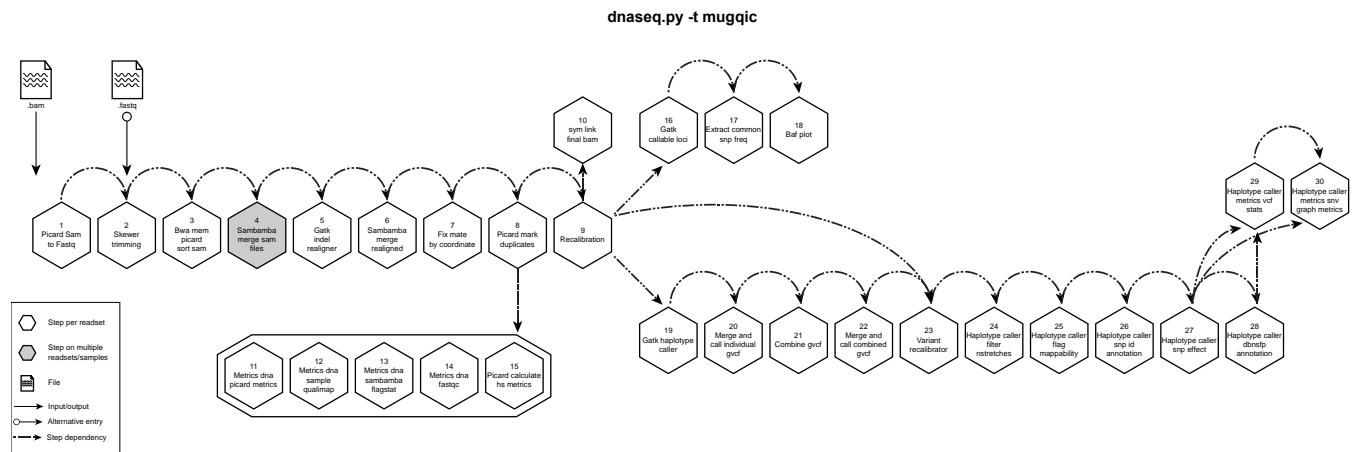 dnaseq.py -t mugqic
.bam
.fastq
1
Picard Sam
to Fastq
2
Skewer
trimming
3
Bwa mem
picard
sort sam
4
Sambamba
merge sam
files
5
Gatk
indel
realigner
6
Sambamba
merge
realigned
7
Fix mate
by coordinate
8
Picard mark
duplicates
9
Recalibration
10
sym link
final bam
11
Metrics dna
picard metrics
12
Metrics dna
sample
qualimap
13
Metrics dna
sambamba
flagstat
14
Metrics dna
fastqc
15
Picard calculate
hs metrics
16
Gatk
callable loci
17
Extract common
snp freq
18
Baf plot
19
Gatk haplotype
caller
20
Merge and
call individual
gvcf
21
Combine gvcf
22
Merge and
call combined
gvcf
23
Variant
recalibrator
24
Haplotype caller
filter
nstretches
25
Haplotype caller
flag
mappability
26
Haplotype caller
snp id
annotation
27
Haplotype caller
snp effect
28
Haplotype caller
dbnsfp
annotation
29
Haplotype caller
metrics vcf
stats
30
Haplotype caller
metrics snv
graph metrics
Step per readset
Step on multiple
readsets/samples
File
Input/output
Alternative entry
Step dependency